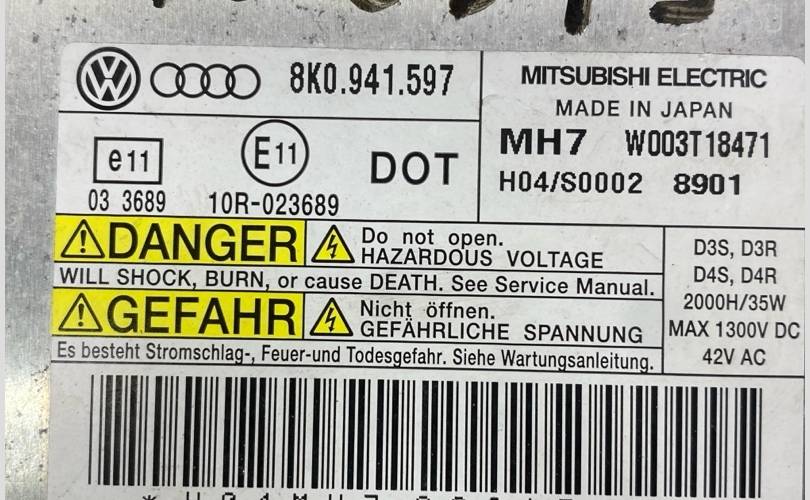 8K0.941.597
MITSUBISHI ELECTRIC
MADE IN JAPAN
MH7 W003T18471
H04/S0002 8901
e11
E11
DOT
03 3689 10R-023689
DANGER
Do not open.
HAZARDOUS VOLTAGE
WILL SHOCK, BURN, or cause DEATH. See Service Manual.
GEFAHR
Nicht öffnen.
GEFÄHRLICHE SPANNUNG
Es besteht Stromschlag-, Feuer-und Todesgefahr. Siehe Wartungsanleitung.
D3S, D3R
D4S, D4R
2000H/35W
MAX 1300V DC
42V AC